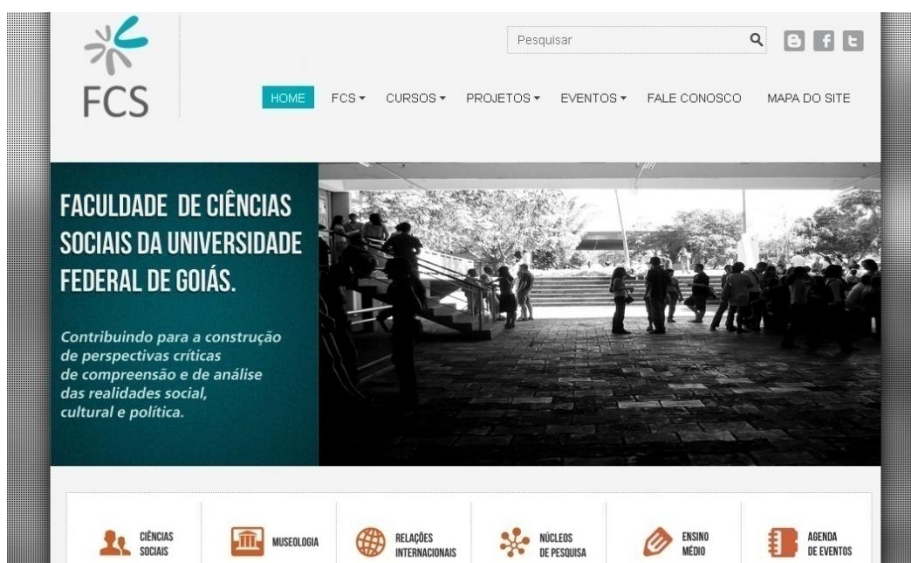 Pesquisar
FCS
HOME FCS CURSOS PROJETOS EVENTOS FALE CONOSCO MAPA DO SITE
FACULDADE DE CIÊNCIAS
SOCIAIS DA UNIVERSIDADE
FEDERAL DE GOIÁS.
Contribuindo para a construção
de perspectivas críticas
de compreensão e de análise
das realidades social,
cultural e política.
CIÊNCIAS
SOCIAIS
MUSEOLOGIA
RELAÇÕES
INTERNACIONAIS
NÚCLEOS
DE PESQUISA
ENSINO
MÉDIO
AGENDA
DE EVENTOS